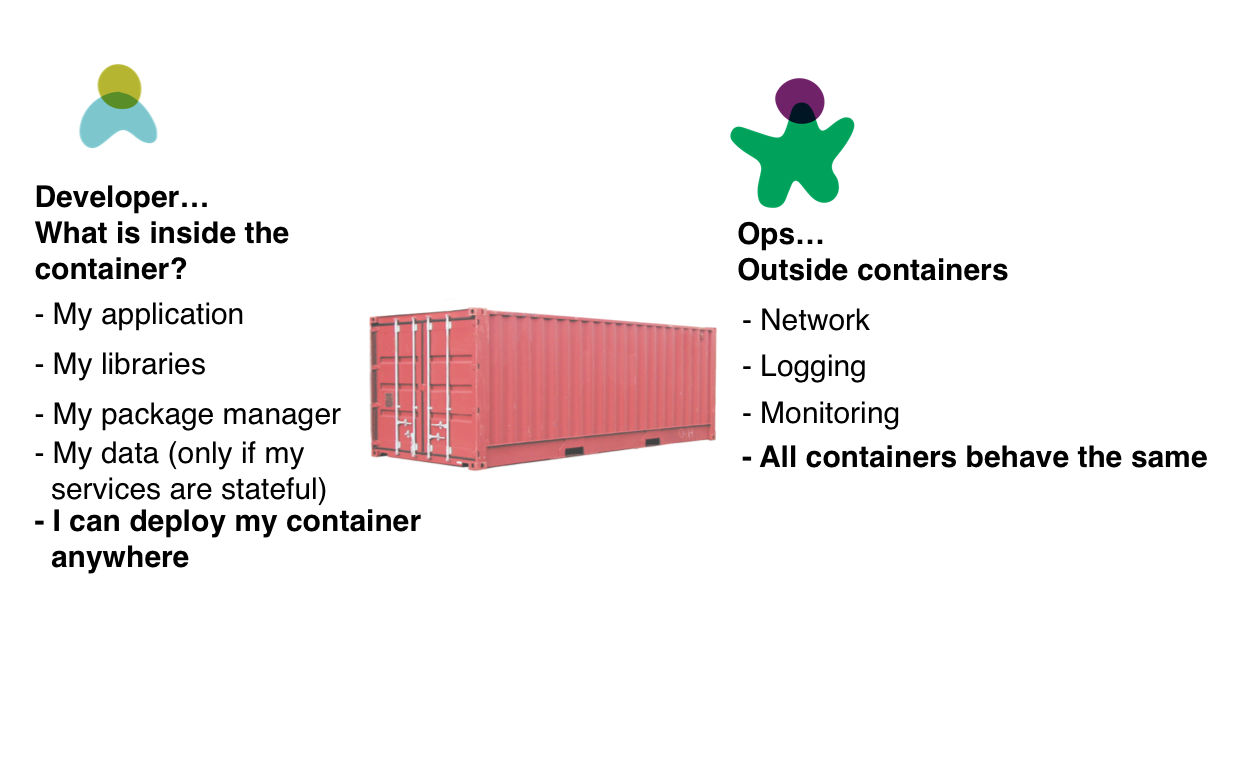 Developer…
What is inside the
container?
- My application
- My libraries
- My package manager
- My data (only if my
services are stateful)
- I can deploy my container
anywhere
Ops…
Outside containers
- Network
- Logging
- Monitoring
- All containers behave the same